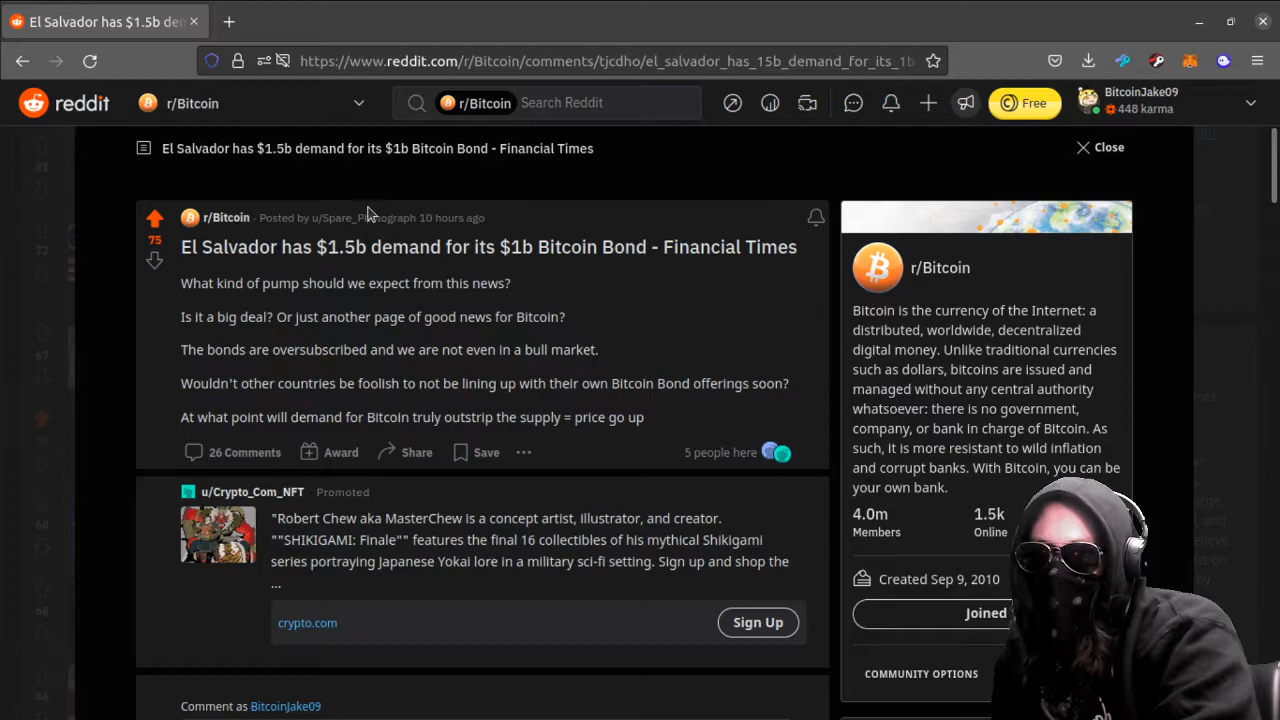 El Salvador has $1.5b den
https://www.reddit.com/r/Bitcoin/comments/tjcdho/el_salvador_has_15b_demand_for_its_1b
reddit
r/Bitcoin
r/Bitcoin Search Reddit
Free
BitcoinJake09
448 karma
El Salvador has $1.5b demand for its $1b Bitcoin Bond - Financial Times
Close
75
r/Bitcoin · Posted by 10 hours ago
El Salvador has $1.5b demand for its $1b Bitcoin Bond - Financial Times
What kind of pump should we expect from this news?
Is it a big deal? Or just another page of good news for Bitcoin?
The bonds are oversubscribed and we are not even in a bull market.
Wouldn't other countries be foolish to not be lining up with their own Bitcoin Bond offerings soon?
At what point will demand for Bitcoin truly outstrip the supply = price go up
26 Comments Award Share Save ··· 5 people here
u/Crypto_Com_NFT Promoted
"Robert Chew aka MasterChew is a concept artist, illustrator, and creator.
""SHIKIGAMI: Finale"" features the final 16 collectibles of his mythical Shikigami
series portraying Japanese Yokai lore in a military sci-fi setting. Sign up and shop the
...
crypto.com Sign Up
Comment as BitcoinJake09
r/Bitcoin
Bitcoin is the currency of the Internet: a
distributed, worldwide, decentralized
digital money. Unlike traditional currencies
such as dollars, bitcoins are issued and
managed without any central authority
whatsoever: there is no government,
company, or bank in charge of Bitcoin. As
such, it is more resistant to wild inflation
and corrupt banks. With Bitcoin, you can be
your own bank.
4.0m 1.5k
Members Online
Created Sep 9, 2010
Joined
COMMUNITY OPTIONS